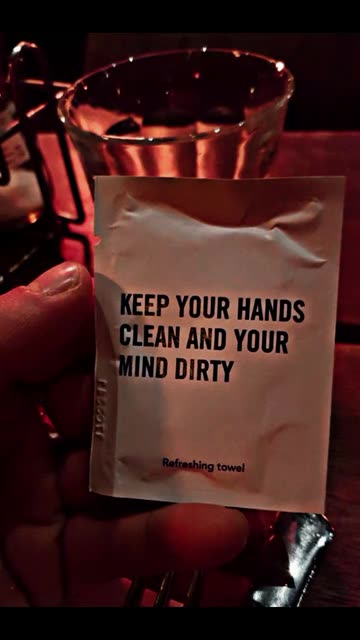 KEEP YOUR HANDS
CLEAN AND YOUR
MIND DIRTY
Refreshing towel